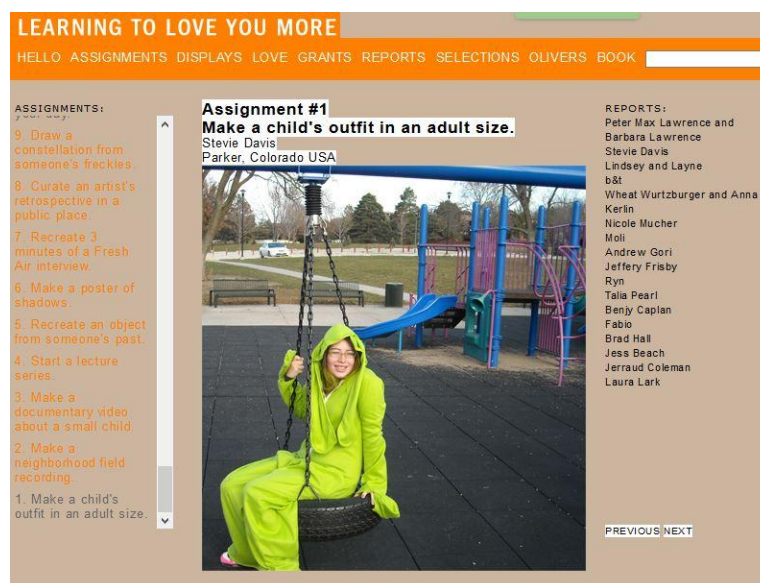 LEARNING TO LOVE YOU MORE
HELLO ASSIGNMENTS DISPLAYS LOVE GRANTS REPORTS SELECTIONS OLIVERS BOOK
ASSIGNMENTS:
your day.
9. Draw a
constellation from
someone's freckles.
8. Curate an artist's
retrospective in a
public place.
7. Recreate 3
minutes of a Fresh
Air interview.
6. Make a poster of
shadows.
5. Recreate an object
from someone's past.
4. Start a lecture
series.
3. Make a
documentary video
about a small child.
2. Make a
neighborhood field
recording.
1. Make a child's
outfit in an adult size.
Assignment #1
Make a child's outfit in an adult size.
Stevie Davis
Parker, Colorado USA
REPORTS:
Peter Max Lawrence and
Barbara Lawrence
Stevie Davis
Lindsey and Layne
b&t
Wheat Wurtzburger and Anna
Kerlin
Nicole Mucher
Moli
Andrew Gori
Jeffery Frisby
Ryn
Talia Pearl
Benjy Caplan
Fabio
Brad Hall
Jess Beach
Jerraud Coleman
Laura Lark
PREVIOUS NEXT